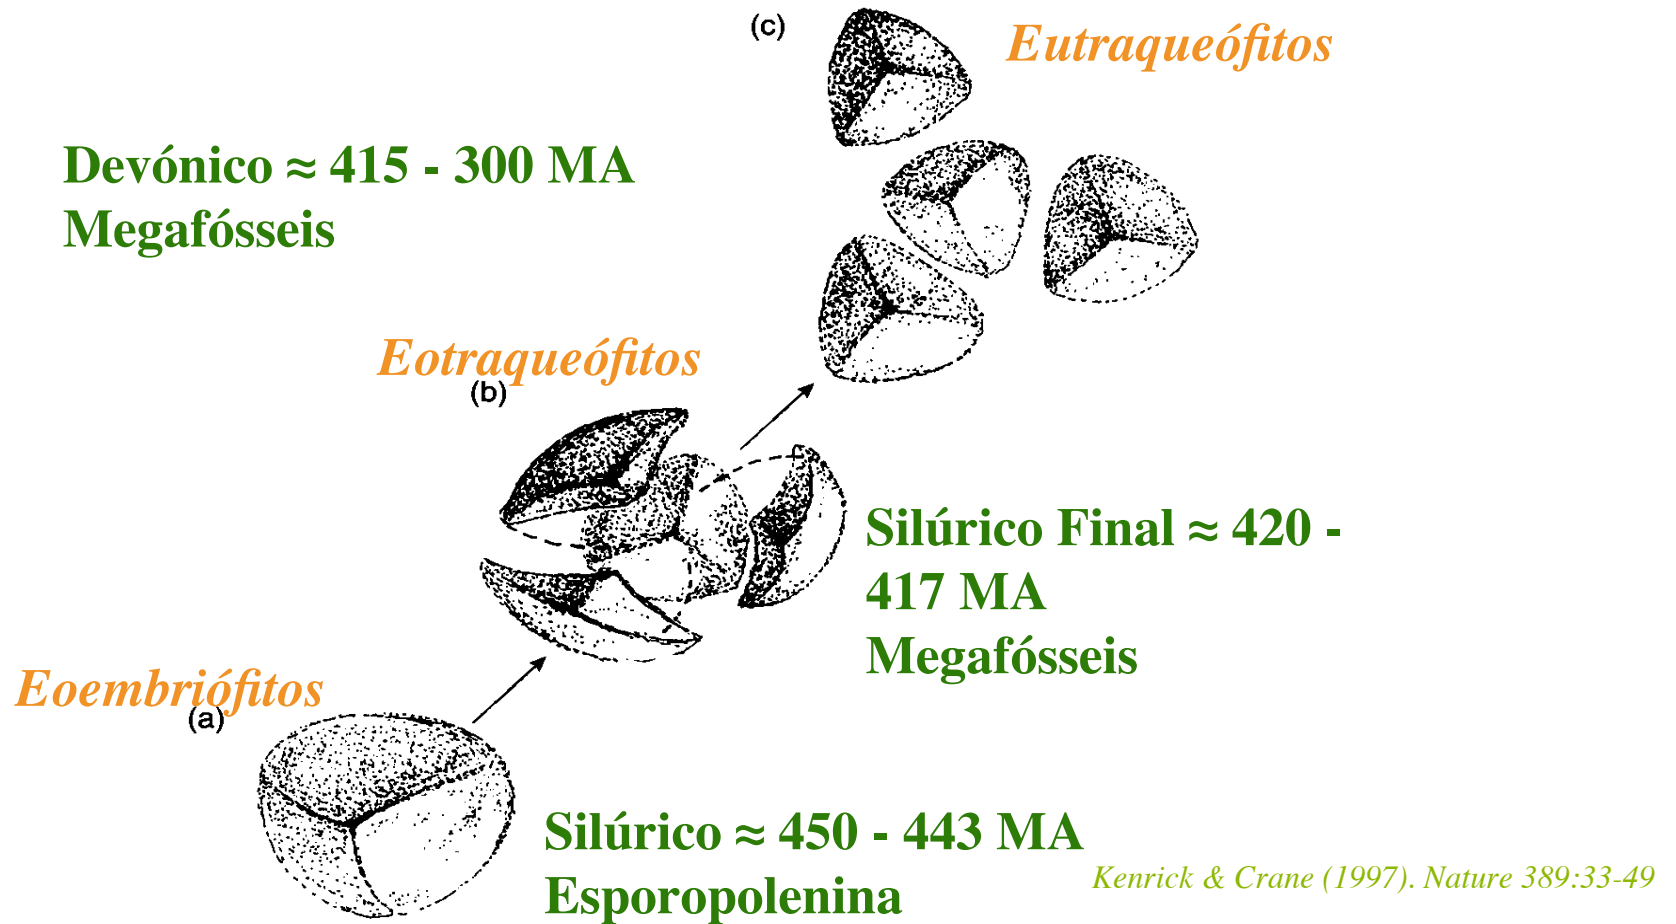 (c)
Eutraqueófitos
Devónico ≈ 415 - 300 MA
Megafósseis
Eotraqueófitos
(b)
Silúrico Final ≈ 420 -
417 MA
Megafósseis
Eoembriófitos
(a)
Silúrico ≈ 450 - 443 MA
Esporopolenina
Kenrick & Crane (1997). Nature 389:33-49